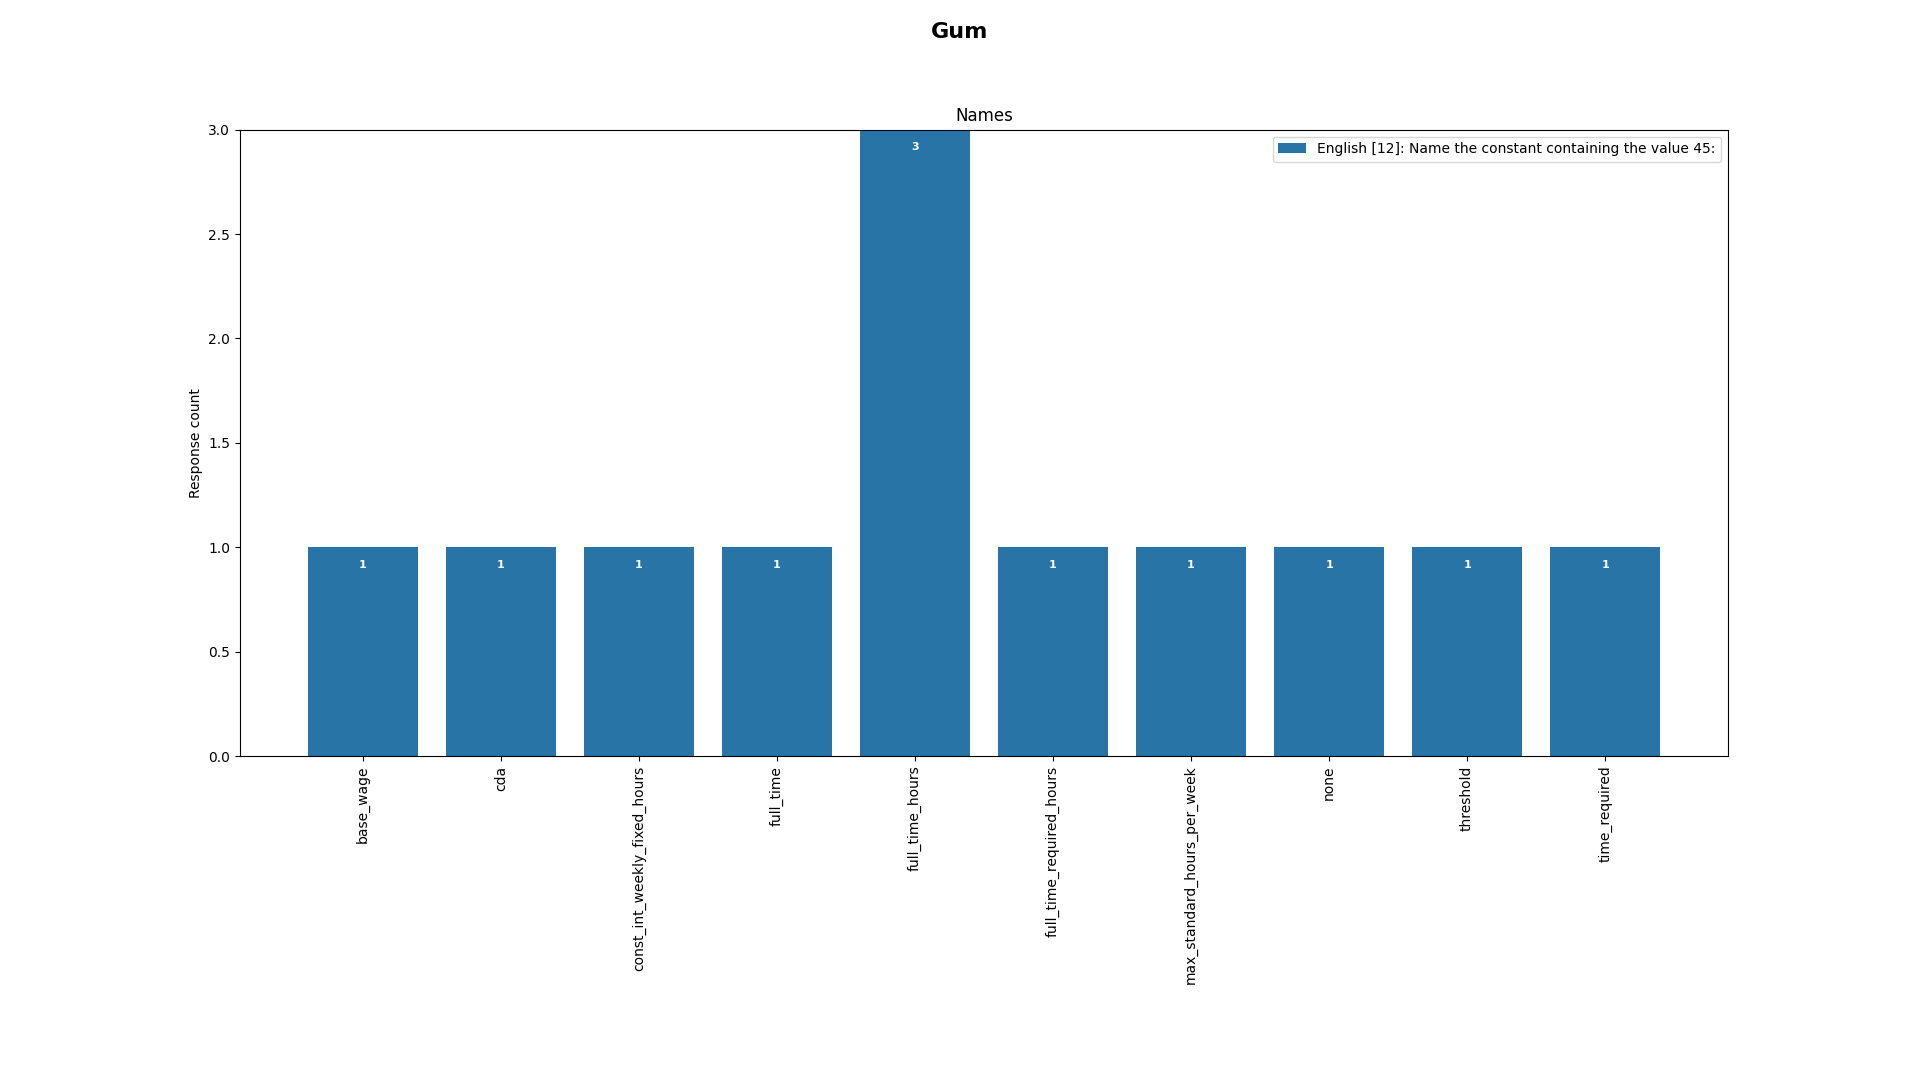 Gum
Names
English [12]: Name the constant containing the value 45:
3.0
2.5
2.0
1.5
1.0
0.5
0.0
Response count
1
1
1
1
3
1
1
1
1
1
base_wage
cda
const_int_weekly_fixed_hours
full_time
full_time_hours
full_time_required_hours
max_standard_hours_per_week
none
threshold
time_required